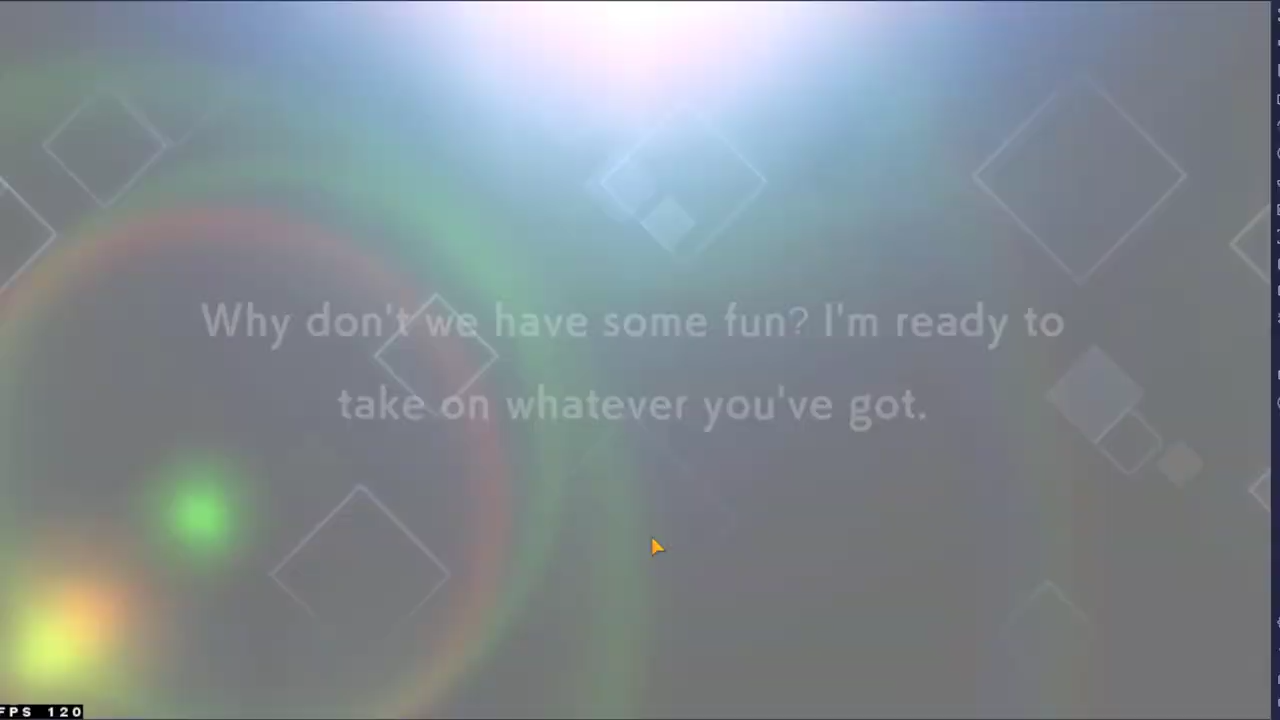 Why don't we have some fun? I'm ready to
take on whatever you've got.
FPS 120